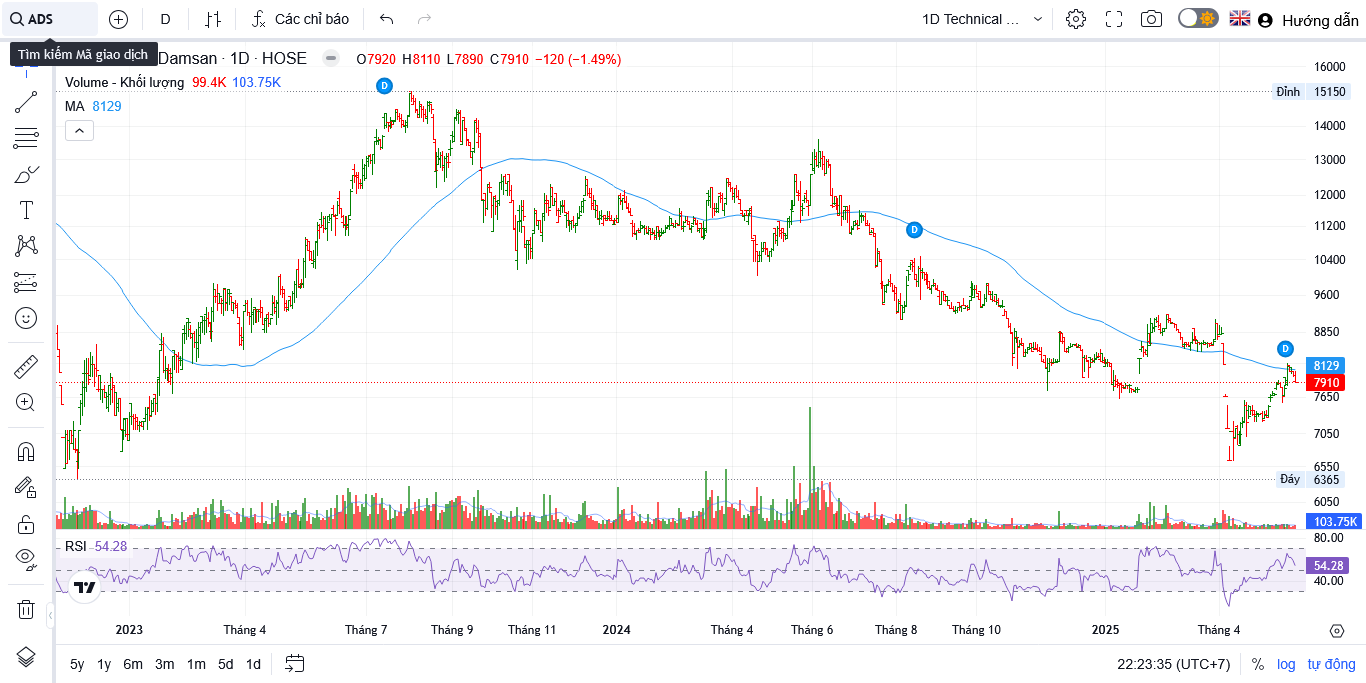 ADS D Các chỉ báo 1D Technical ... Hướng dẫn
Tìm kiếm Mã giao dịch
Damsan · 1D · HOSE O7920 H8110 L7890 C7910 −120 (−1.49%)
Volume - Khối lượng 99.4K 103.75K
MA 8129
D
D
D
16000
Đỉnh 15150
14000
13000
12000
11200
10400
9600
8850
8129
7910
7650
7050
6550
Đáy 6365
6050
103.75K
RSI 54.28
80.00
54.28
40.00
2023 Tháng 4 Tháng 7 Tháng 9 Tháng 11 2024 Tháng 4 Tháng 6 Tháng 8 Tháng 10 2025 Tháng 4
5y 1y 6m 3m 1m 5d 1d 22:23:35 (UTC+7) % log tự động